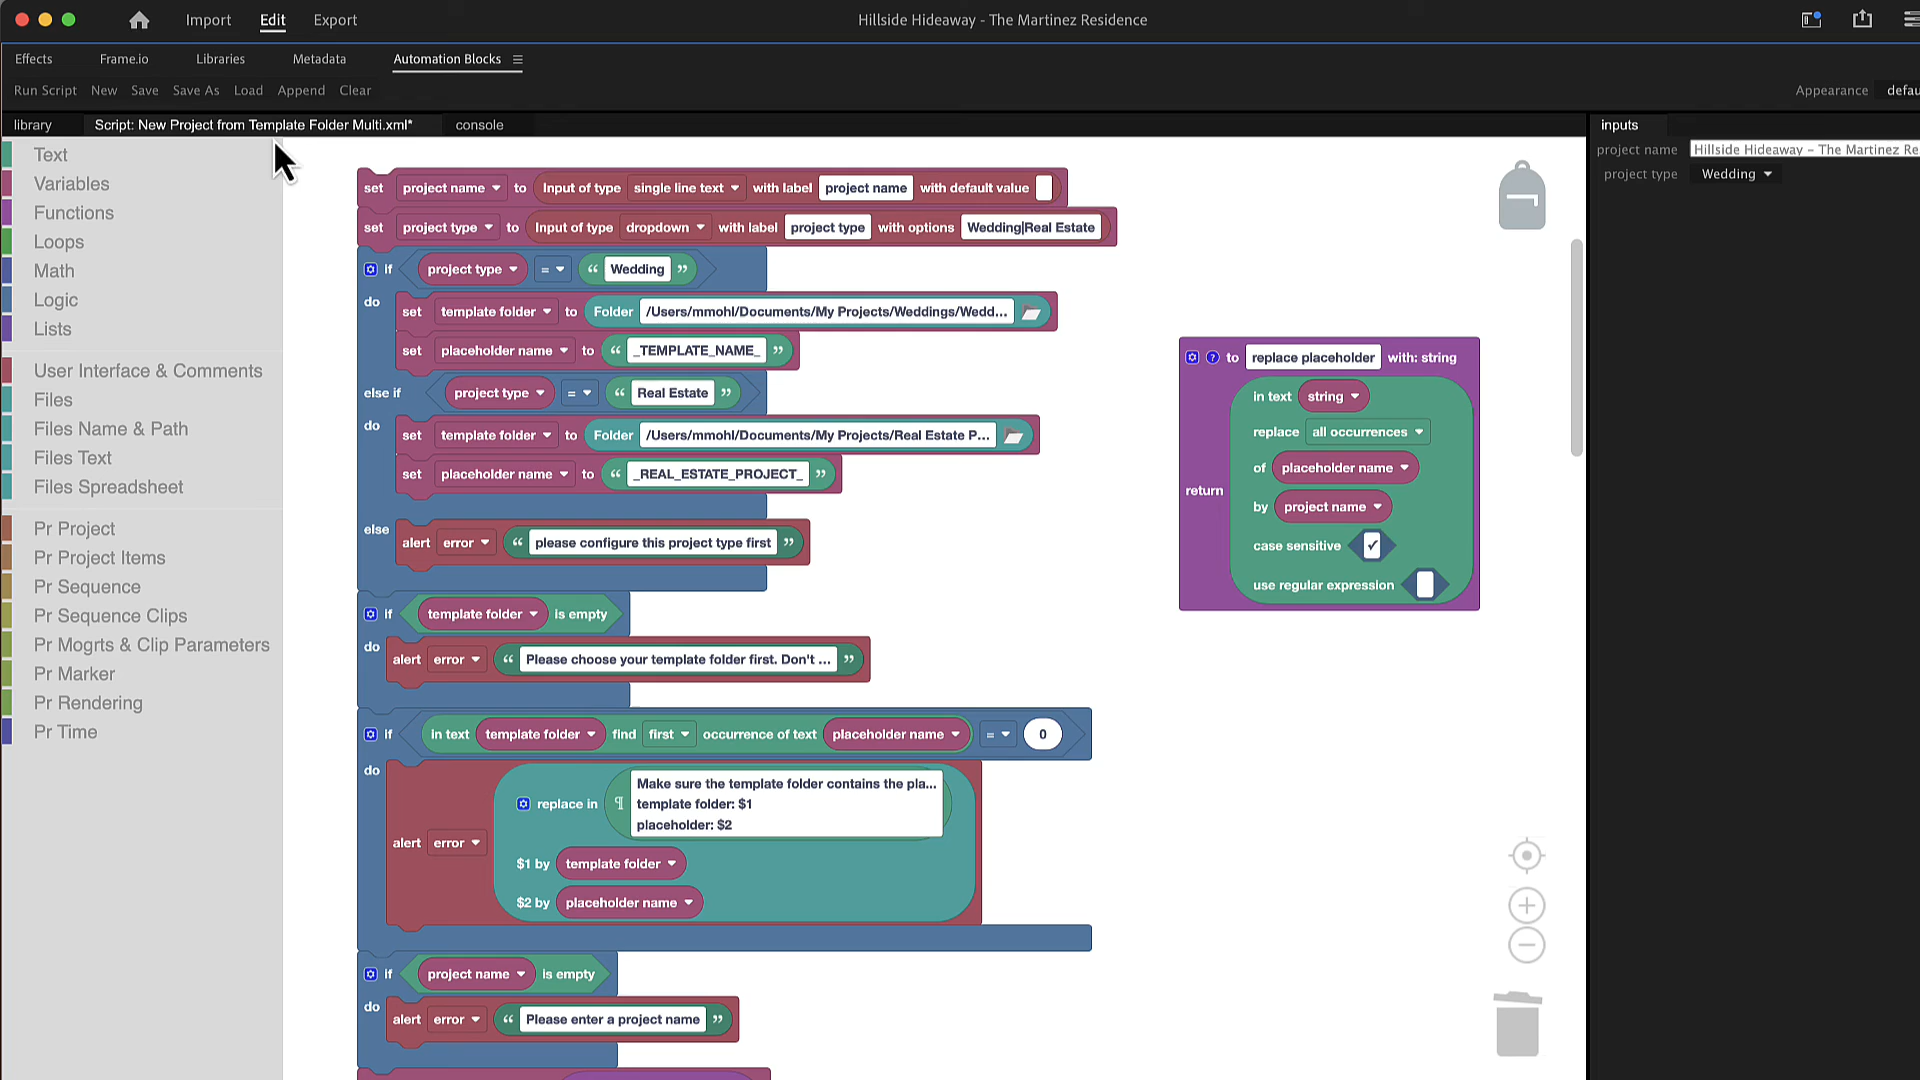 Import Edit Export
Hillside Hideaway - The Martinez Residence
Effects Frame.io Libraries Metadata Automation Blocks
Run Script New Save Save As Load Append Clear
Appearance
library Script: New Project from Template Folder Multi.xml* console
inputs
project name Hillside Hideaway – The Martinez
project type Wedding
Text
Variables
Functions
Loops
Math
Logic
Lists
User Interface & Comments
Files
Files Name & Path
Files Text
Files Spreadsheet
Pr Project
Pr Project Items
Pr Sequence
Pr Sequence Clips
Pr Mogrts & Clip Parameters
Pr Marker
Pr Rendering
Pr Time
set project name to Input of type single line text with label project name with default value
set project type to Input of type dropdown with label project type with options Wedding|Real Estate
if project type = “ Wedding ”
do set template folder to Folder /Users/mmohl/Documents/My Projects/Weddings/Wedd...
set placeholder name to “ _TEMPLATE_NAME_ ”
else if project type = “ Real Estate ”
do set template folder to Folder /Users/mmohl/Documents/My Projects/Real Estate P...
set placeholder name to “ _REAL_ESTATE_PROJECT_ ”
else alert error “ please configure this project type first ”
if template folder is empty
do alert error “ Please choose your template folder first. Don't ... ”
if in text template folder find first occurrence of text placeholder name = 0
do alert error replace in ¶ Make sure the template folder contains the pla...
template folder: $1
placeholder: $2
$1 by template folder
$2 by placeholder name
if project name is empty
do alert error “ Please enter a project name ”
? to replace placeholder with: string
return in text string
replace all occurrences
of placeholder name
by project name
case sensitive ✓
use regular expression